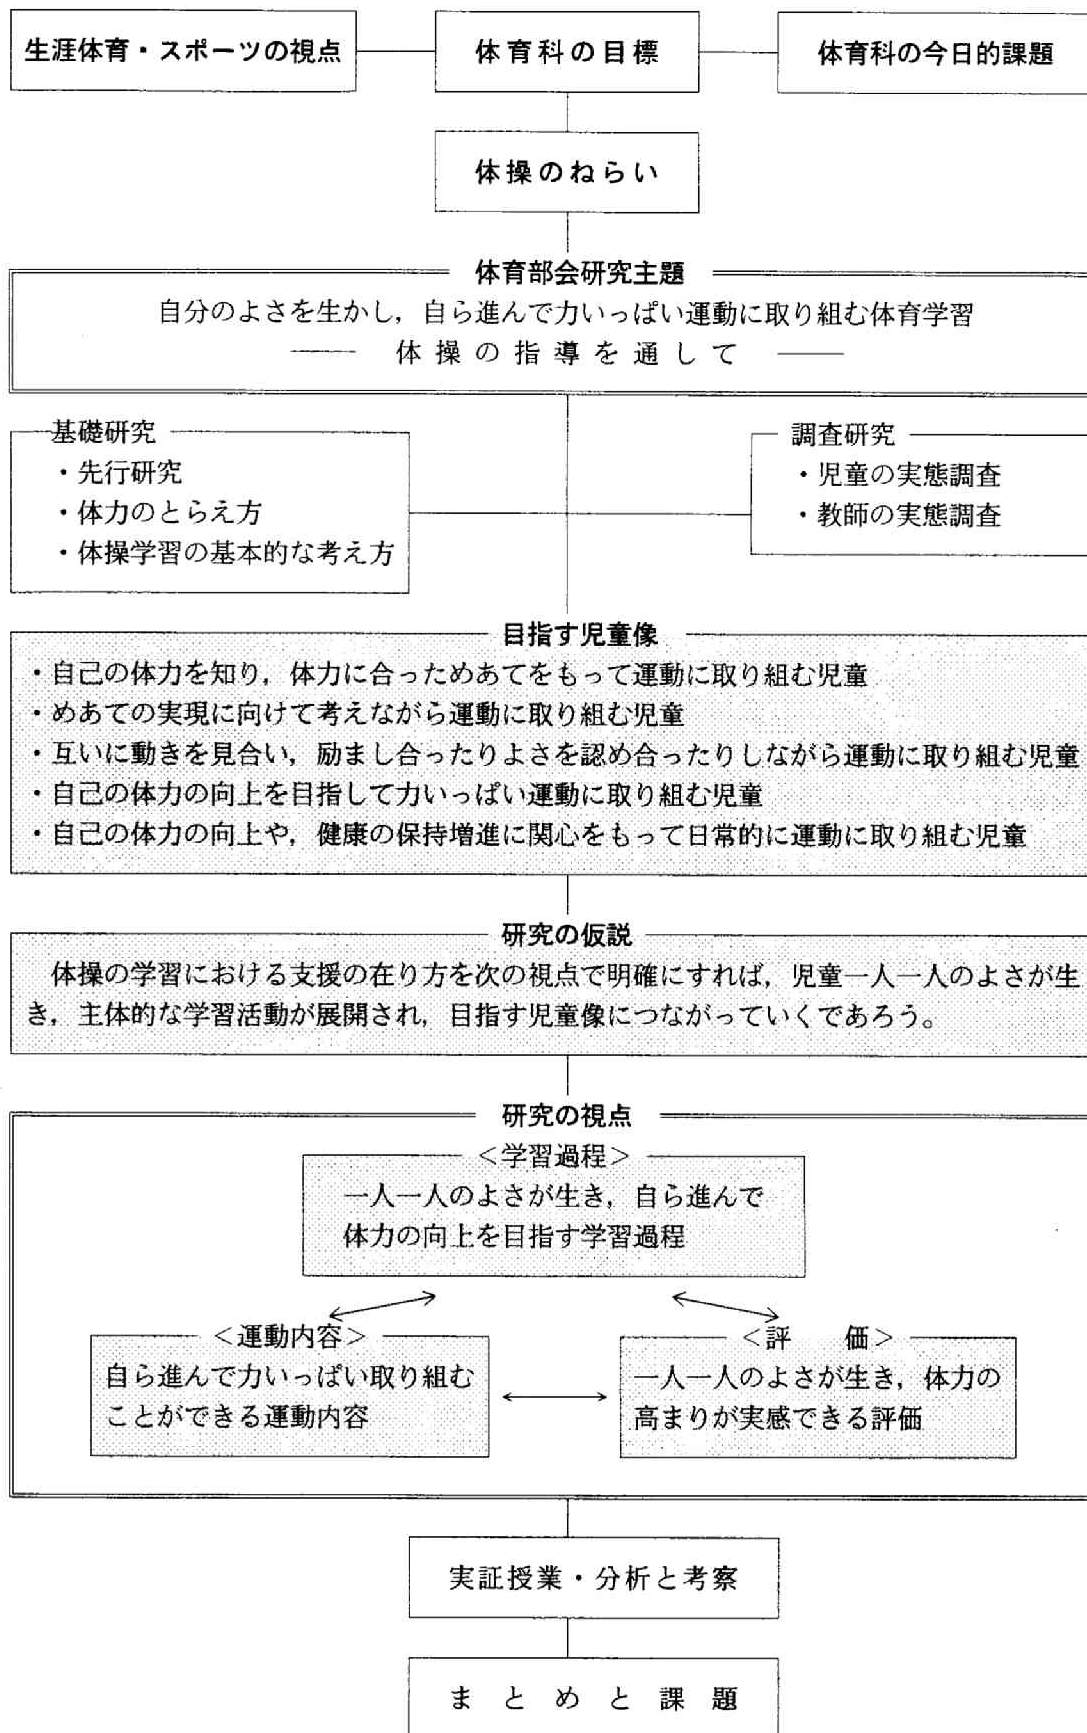 生涯体育・スポーツの視点
体育科の目標
体育科の今日的課題
体操のねらい
体育部会研究主題
自分のよさを生かし，自ら進んで力いっぱい運動に取り組む体育学習
―― 体操の指導を通して ――
基礎研究
・先行研究
・体力のとらえ方
・体操学習の基本的な考え方
調査研究
・児童の実態調査
・教師の実態調査
目指す児童像
・自己の体力を知り，体力に合っためあてをもって運動に取り組む児童
・めあての実現に向けて考えながら運動に取り組む児童
・互いに動きを見合い，励まし合ったりよさを認め合ったりしながら運動に取り組む児童
・自己の体力の向上を目指して力いっぱい運動に取り組む児童
・自己の体力の向上や，健康の保持増進に関心をもって日常的に運動に取り組む児童
研究の仮説
体操の学習における支援の在り方を次の視点で明確にすれば，児童一人一人のよさが生
き，主体的な学習活動が展開され，目指す児童像につながっていくであろう。
研究の視点
＜学習過程＞
一人一人のよさが生き，自ら進んで
体力の向上を目指す学習過程
＜運動内容＞
自ら進んで力いっぱい取り組む
ことができる運動内容
＜評　価＞
一人一人のよさが生き，体力の
高まりが実感できる評価
実証授業・分析と考察
まとめと課題